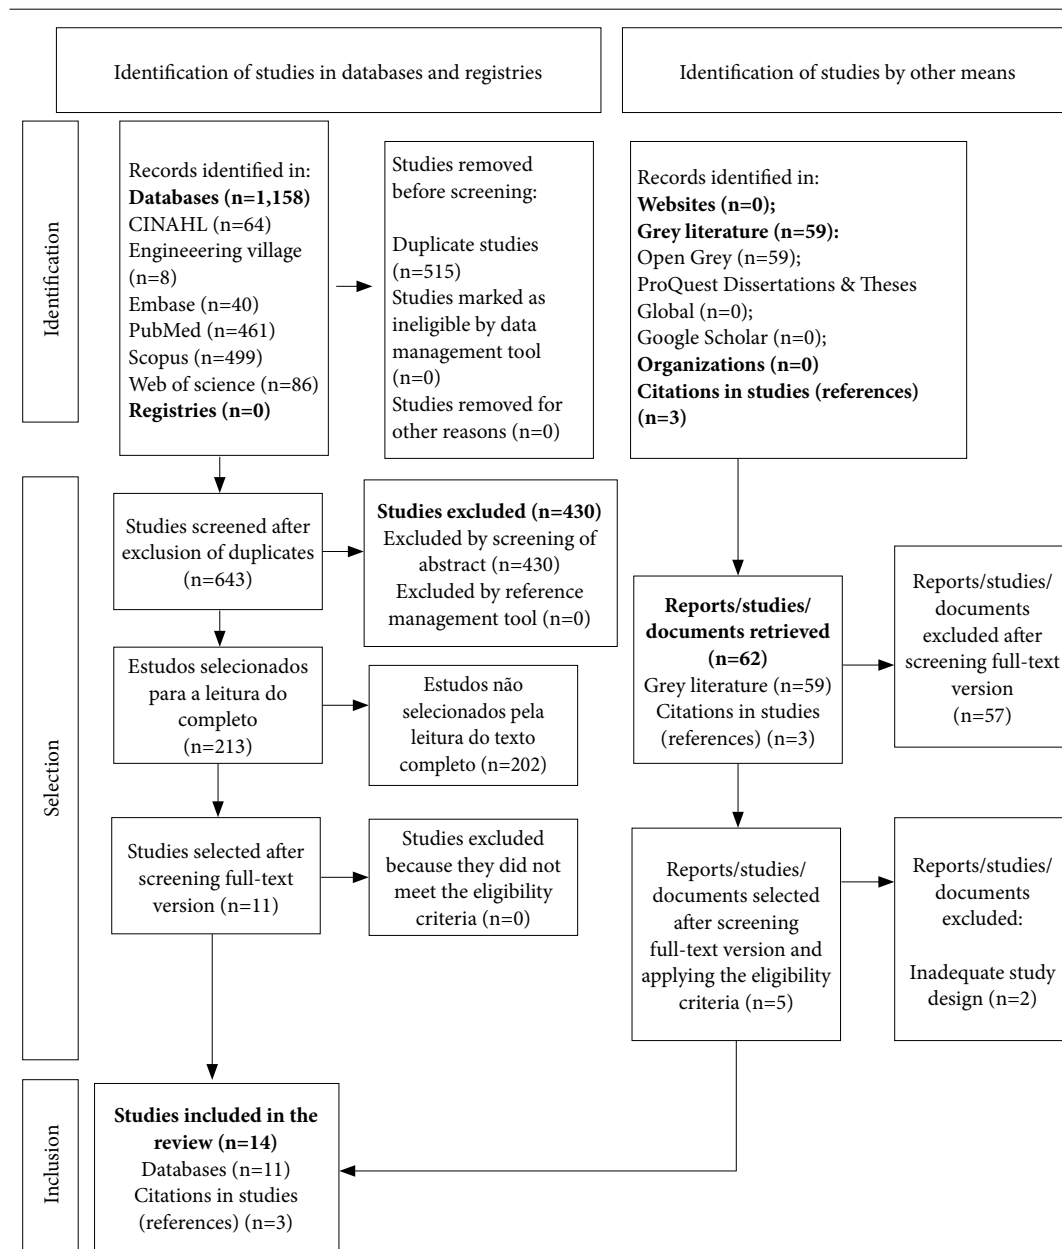 Identification of studies in databases and registries
Identification of studies by other means
Identification
Records identified in:
Databases (n=1,158)
CINAHL (n=64)
Engineeering village
(n=8)
Embase (n=40)
PubMed (n=461)
Scopus (n=499)
Web of science (n=86)
Registries (n=0)
Studies removed
before screening:
Duplicate studies
(n=515)
Studies marked as
ineligible by data
management tool
(n=0)
Studies removed for
other reasons (n=0)
Records identified in:
Websites (n=0);
Grey literature (n=59):
Open Grey (n=59);
ProQuest Dissertations & Theses
Global (n=0);
Google Scholar (n=0);
Organizations (n=0)
Citations in studies (references)
(n=3)
Selection
Studies screened after
exclusion of duplicates
(n=643)
Studies excluded (n=430)
Excluded by screening of
abstract (n=430)
Excluded by reference
management tool (n=0)
Reports/studies/
documents retrieved
(n=62)
Grey literature (n=59)
Citations in studies
(references) (n=3)
Reports/studies/
documents
excluded after
screening full-text
version
(n=57)
Estudos selecionados
para a leitura do
completo
(n=213)
Estudos não
selecionados pela
leitura do texto
completo (n=202)
Studies selected after
screening full-text
version (n=11)
Studies excluded
because they did not
meet the eligibility
criteria (n=0)
Reports/studies/
documents selected
after screening
full-text version and
applying the eligibility
criteria (n=5)
Reports/studies/
documents
excluded:
Inadequate study
design (n=2)
Inclusion
Studies included in the
review (n=14)
Databases (n=11)
Citations in studies
(references) (n=3)